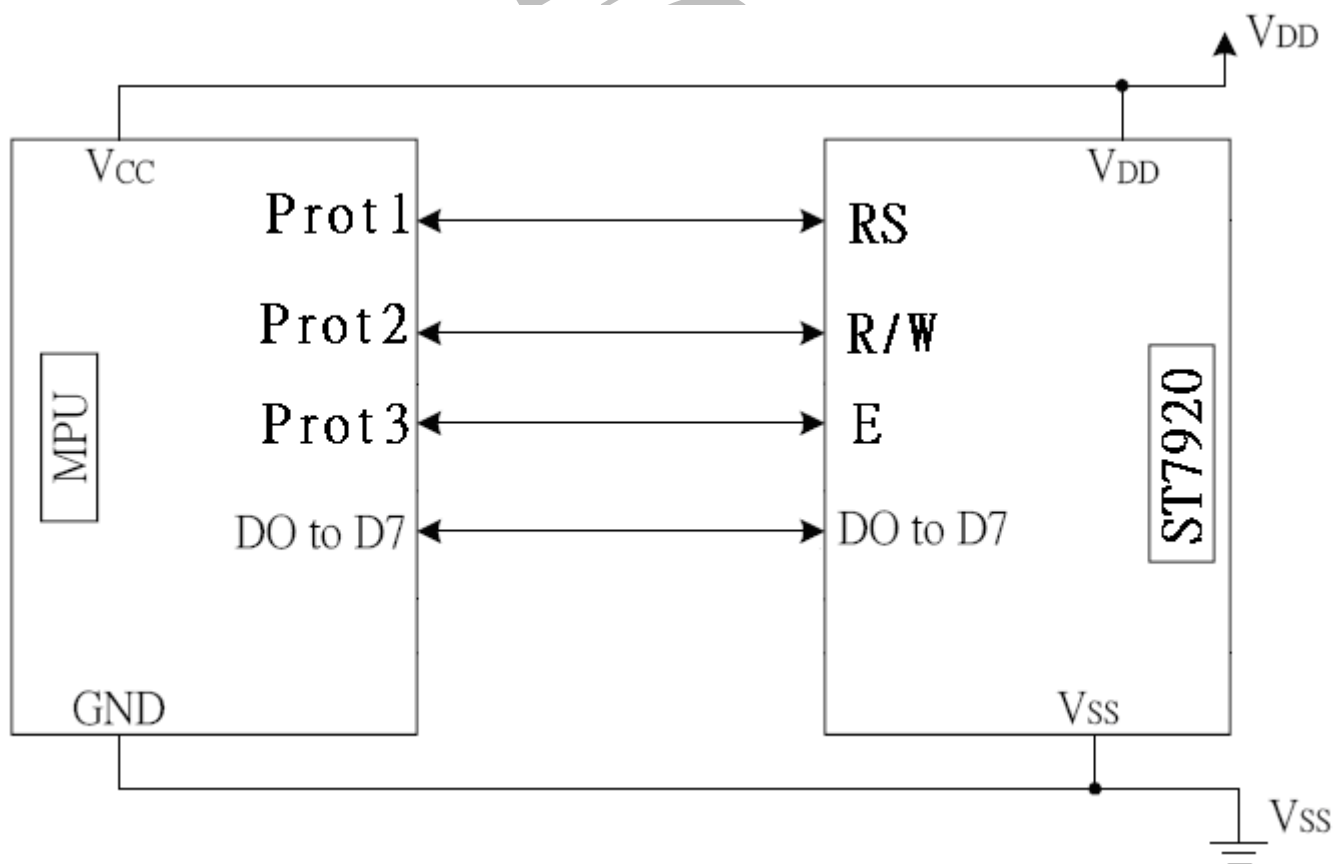 VDD
VCC
VDD
Prot1
RS
Prot2
R/W
Prot3
E
MPU
ST7920
DO to D7
DO to D7
GND
VSS
VSS